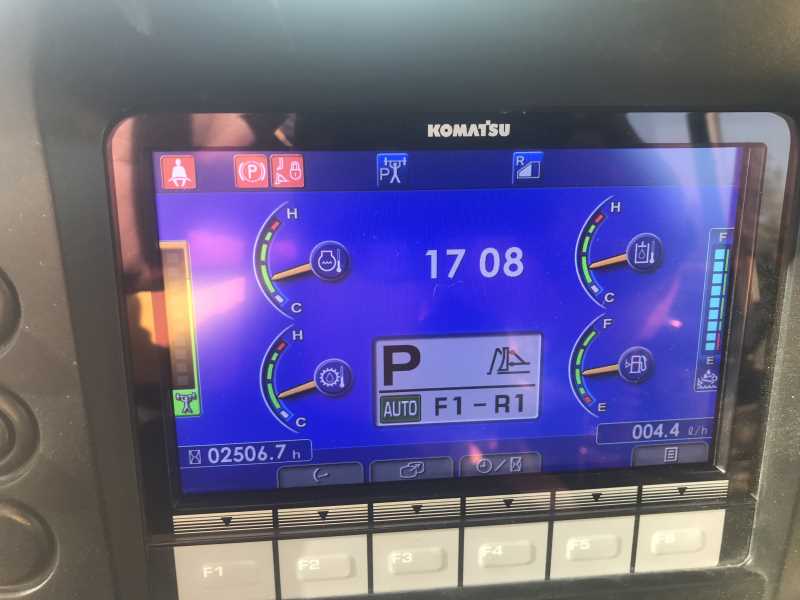 KOMATSU
P
P
R
H
C
17 08
H
C
F
H
C
P
AUTO F1-R1
F
E
E
02506.7 h
004.4 ℓ/h
F1
F2
F3
F4
F5
F6